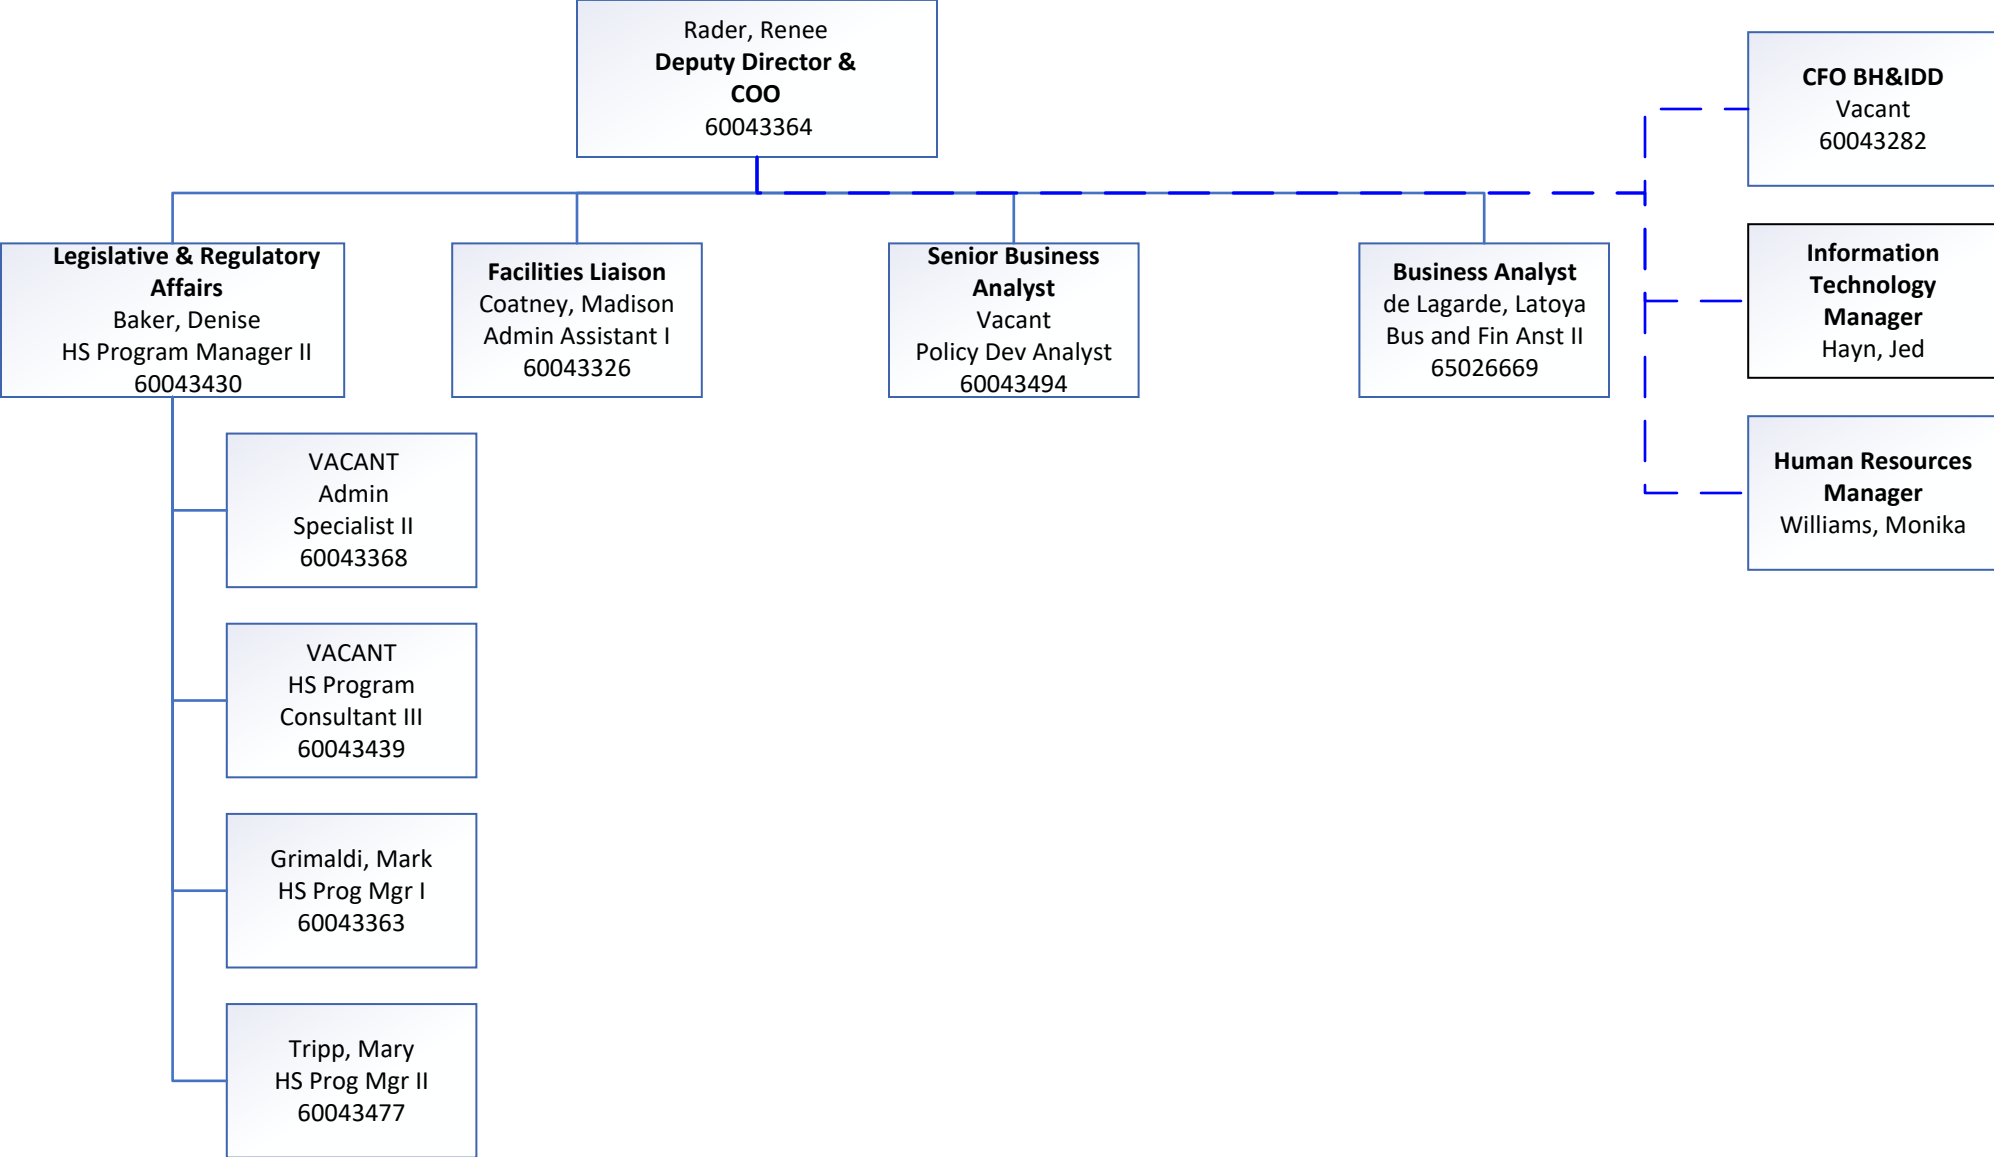 Rader, Renee
Deputy Director &
COO
60043364
CFO BH&IDD
Vacant
60043282
Legislative & Regulatory
Affairs
Baker, Denise
HS Program Manager II
60043430
Facilities Liaison
Coatney, Madison
Admin Assistant I
60043326
Senior Business
Analyst
Vacant
Policy Dev Analyst
60043494
Business Analyst
de Lagarde, Latoya
Bus and Fin Anst II
65026669
Information
Technology
Manager
Hayn, Jed
Human Resources
Manager
Williams, Monika
VACANT
Admin
Specialist II
60043368
VACANT
HS Program
Consultant III
60043439
Grimaldi, Mark
HS Prog Mgr I
60043363
Tripp, Mary
HS Prog Mgr II
60043477